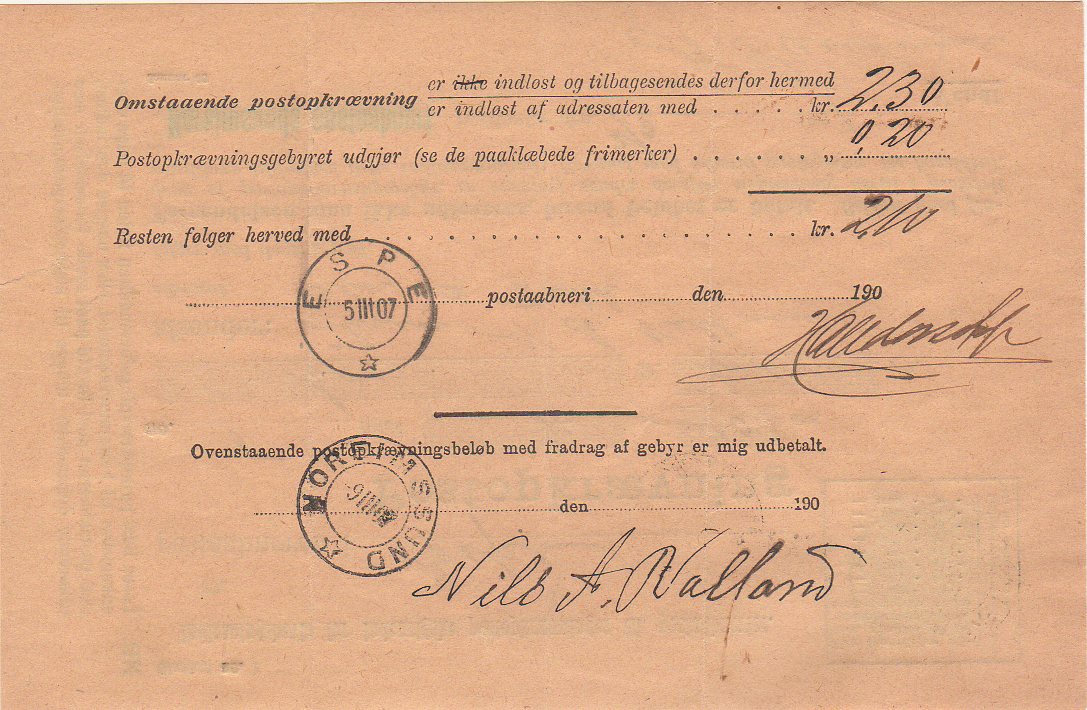 er ikke indløst og tilbagesendes derfor hermed
Omstaaende postopkrævning er indløst af adressaten med . . . . . kr. 2,30
Postopkrævningsgebyret udgjør (se de paaklæbede frimerker) . . . . . . . „ 0,20
Resten følger herved med . . . . . . . . . . . . . . . . . . . . . . kr. 2,10
ESPE
5 III 07
postaabneri den 190
Ovenstaaende postopkrævningsbeløb med fradrag af gebyr er mig udbetalt.
NOREIMSSUND
den 190
Nils A.